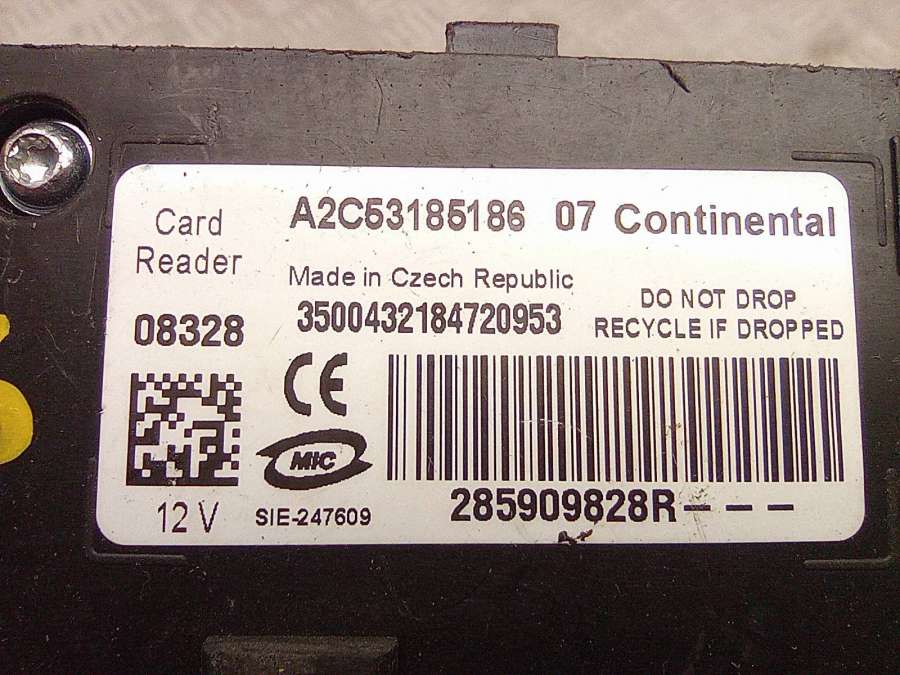 Card
Reader
A2C53185186 07 Continental
Made in Czech Republic
08328
3500432184720953
DO NOT DROP
RECYCLE IF DROPPED
CE
MIC
12 V
SIE-247609
285909828R- - -